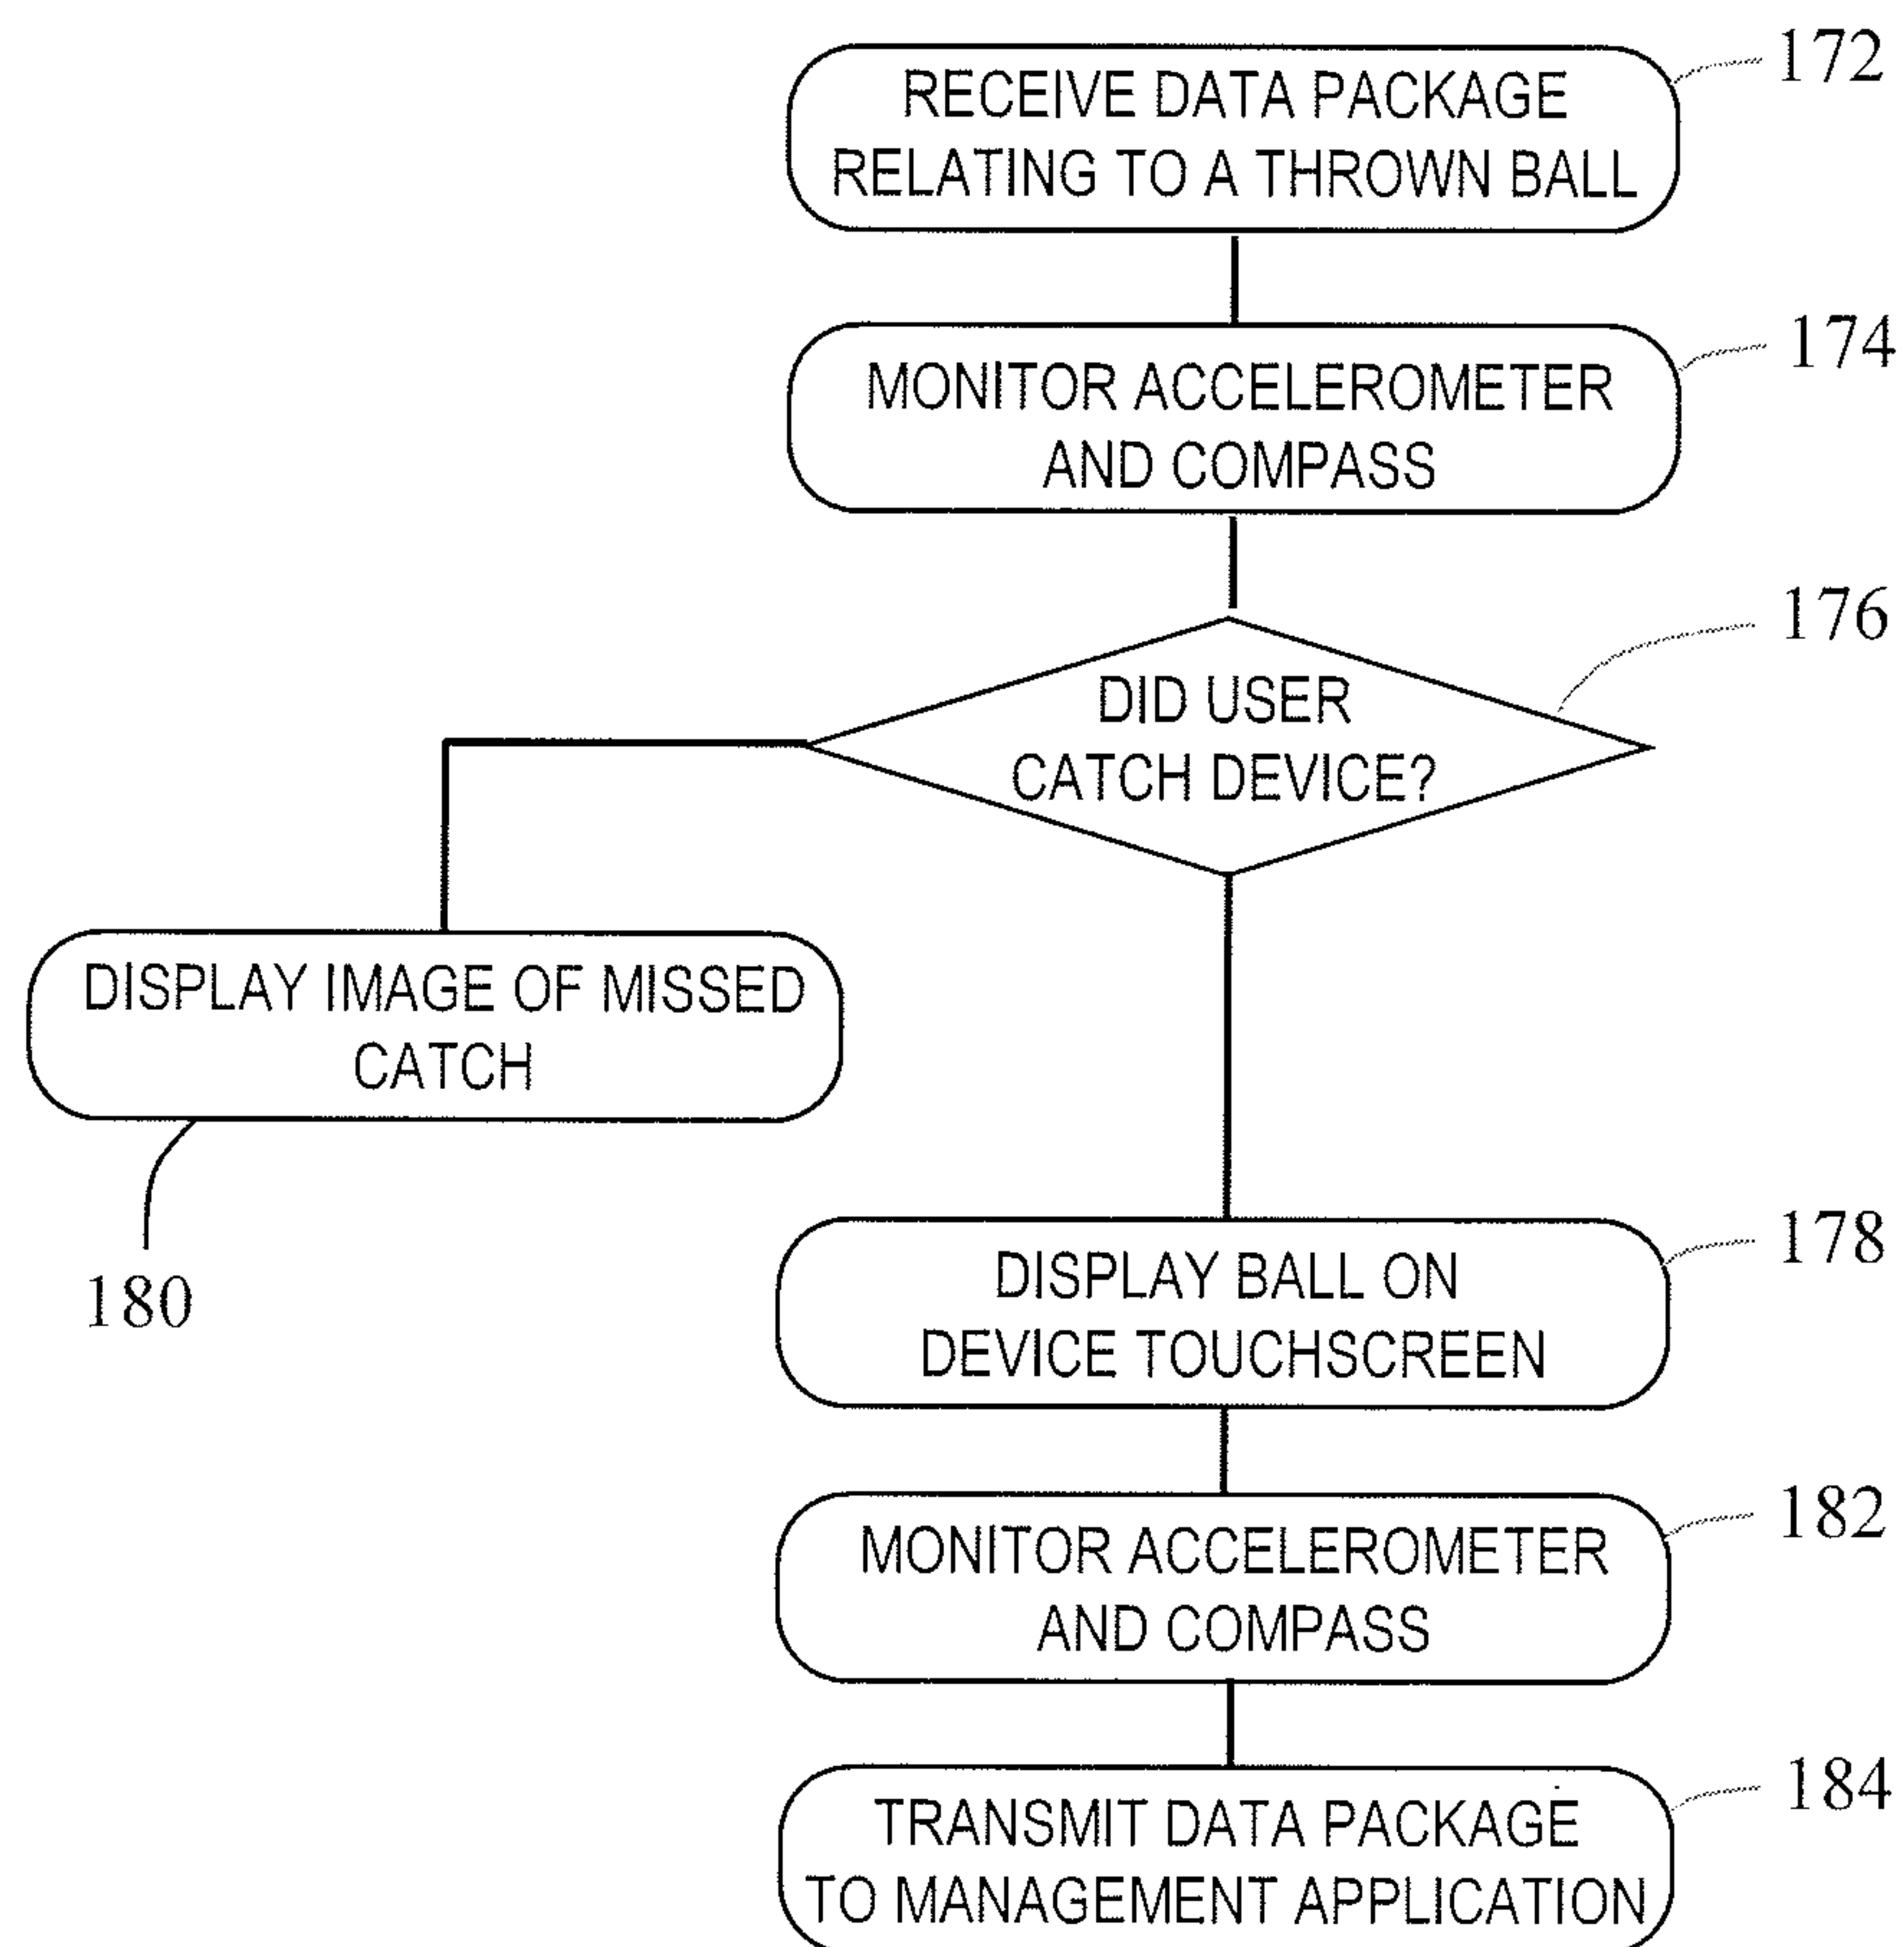 RECEIVE DATA PACKAGE
RELATING TO A THROWN BALL
172
MONITOR ACCELEROMETER
AND COMPASS
174
DID USER
CATCH DEVICE?
176
DISPLAY IMAGE OF MISSED
CATCH
180
DISPLAY BALL ON
DEVICE TOUCHSCREEN
178
MONITOR ACCELEROMETER
AND COMPASS
182
TRANSMIT DATA PACKAGE
TO MANAGEMENT APPLICATION
184